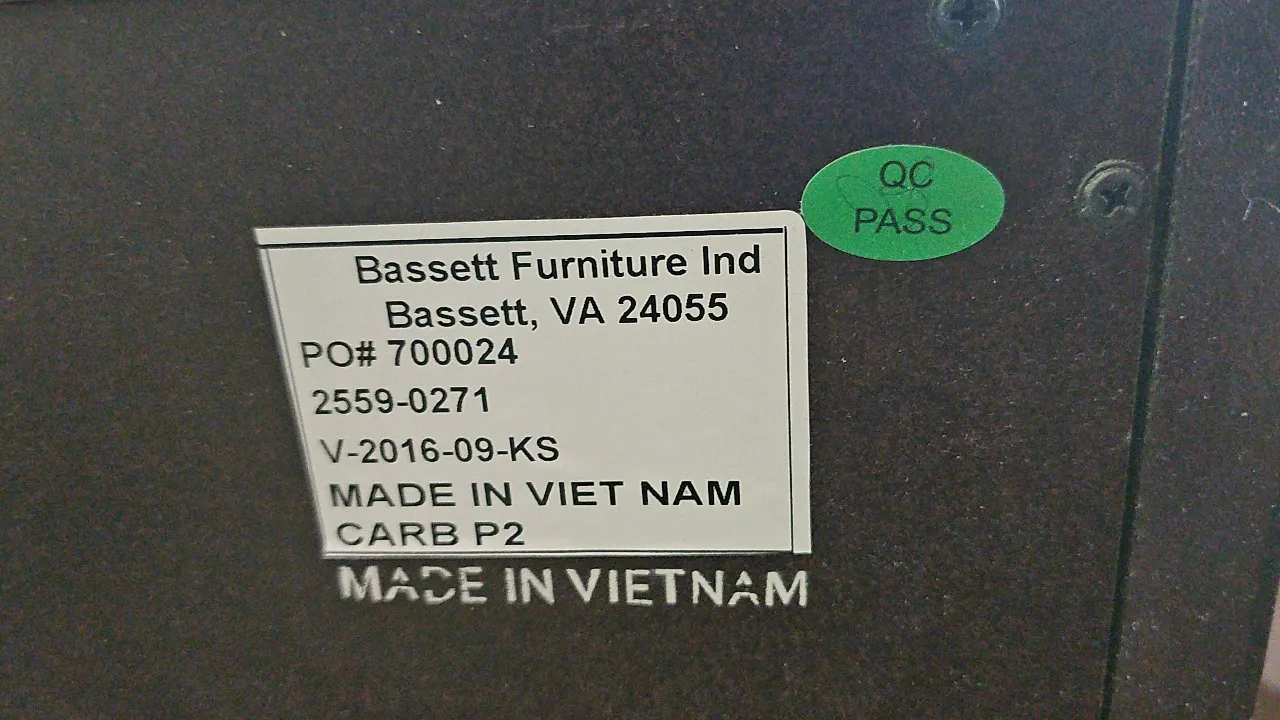 QC
PASS
Bassett Furniture Ind
Bassett, VA 24055
PO# 700024
2559-0271
V-2016-09-KS
MADE IN VIET NAM
CARB P2
MADE IN VIETNAM